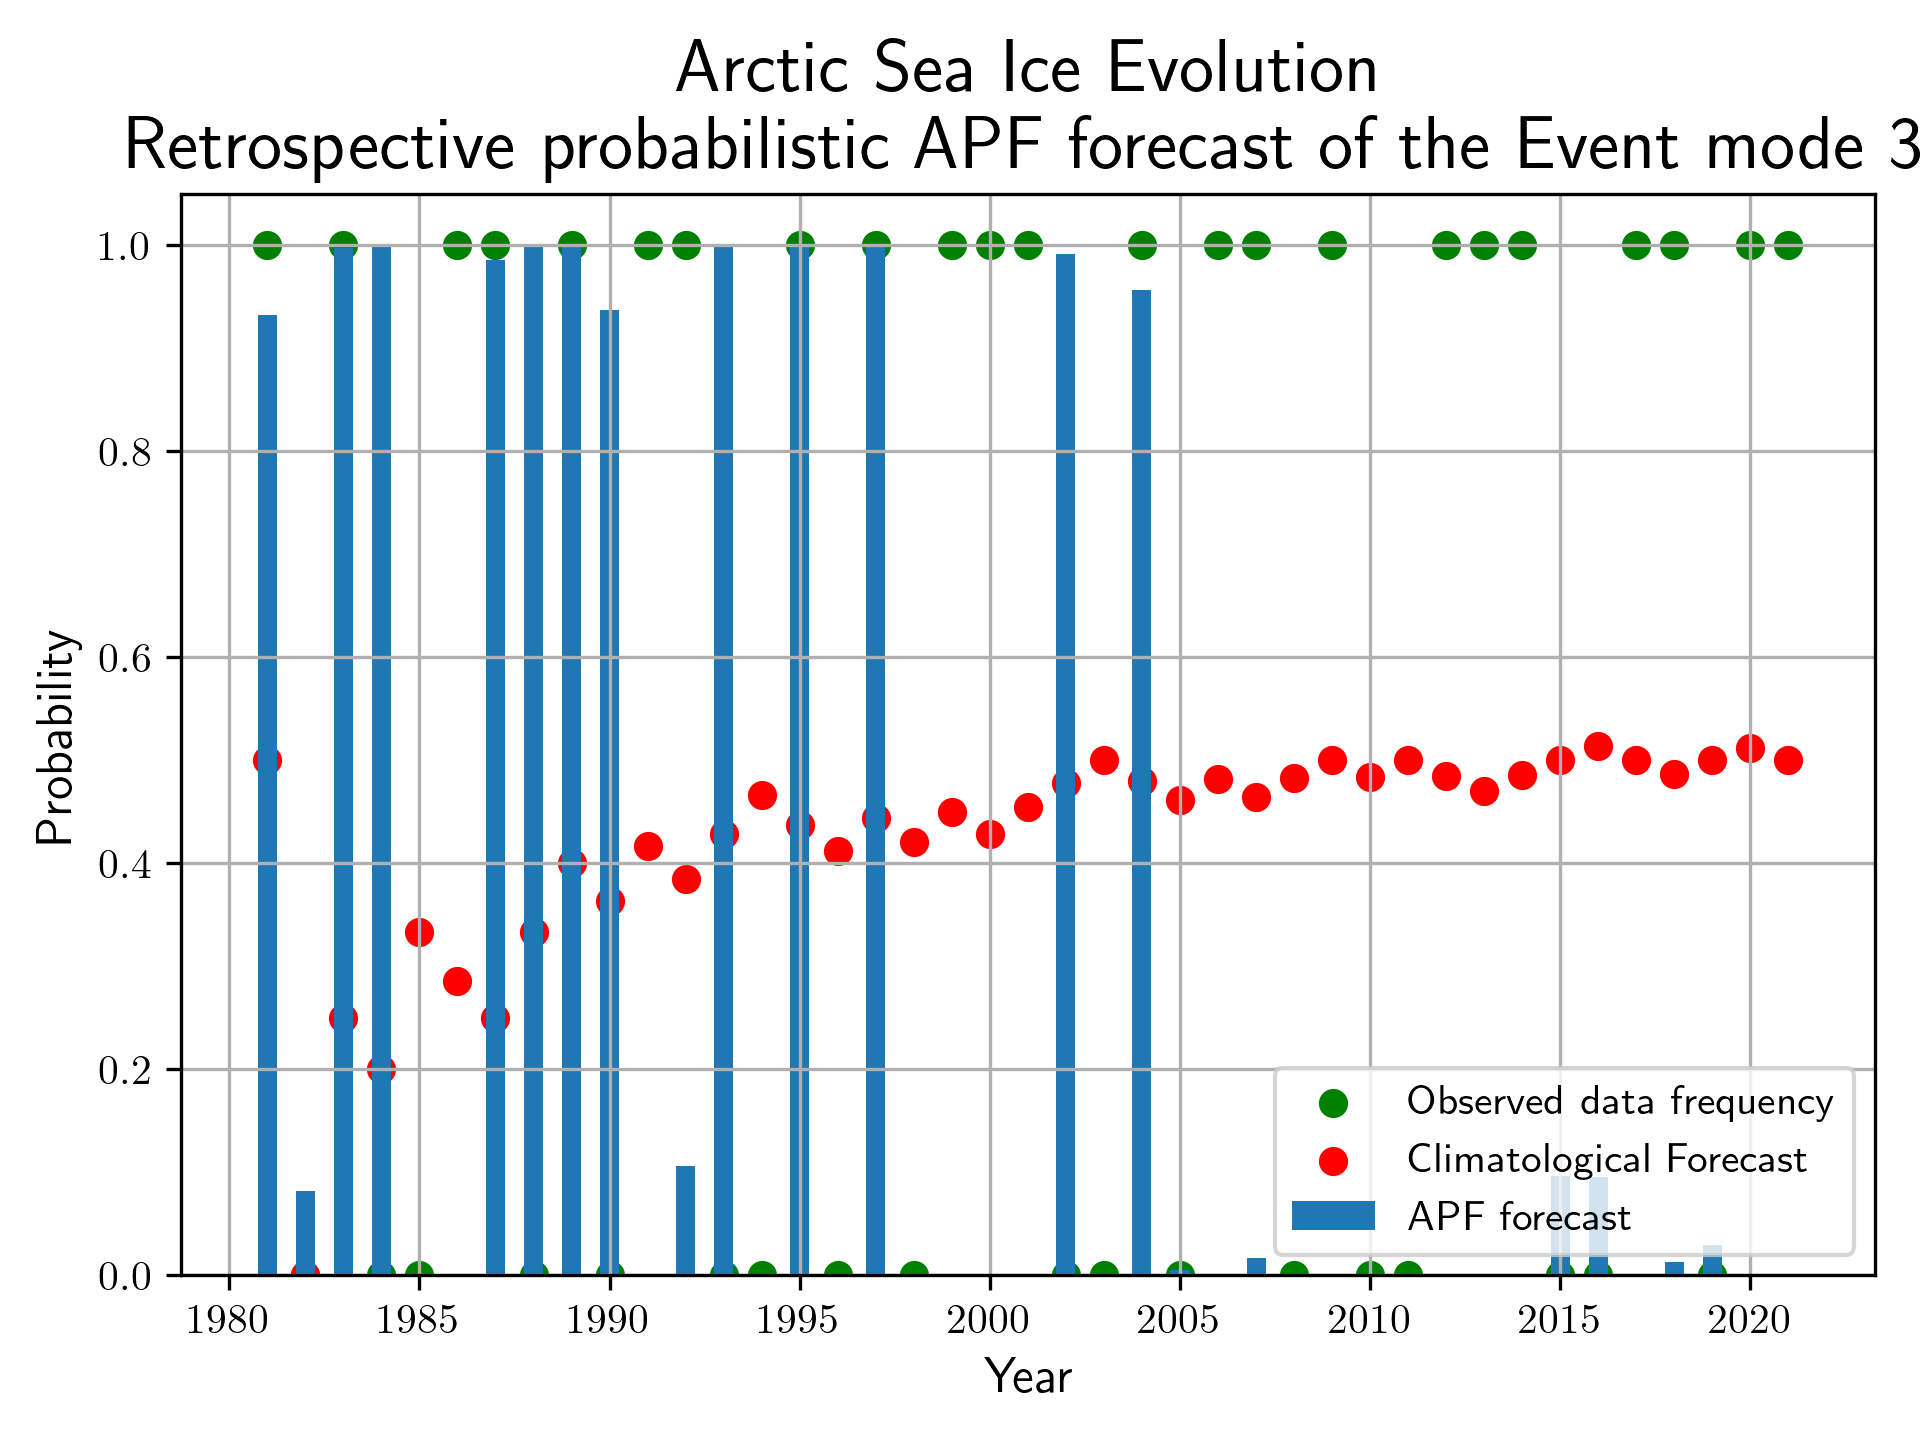 Arctic Sea Ice Evolution
Retrospective probabilistic APF forecast of the Event mode 3
Probability
1.0
0.8
0.6
0.4
0.2
0.0
Observed data frequency
Climatological Forecast
APF forecast
1980 1985 1990 1995 2000 2005 2010 2015 2020
Year